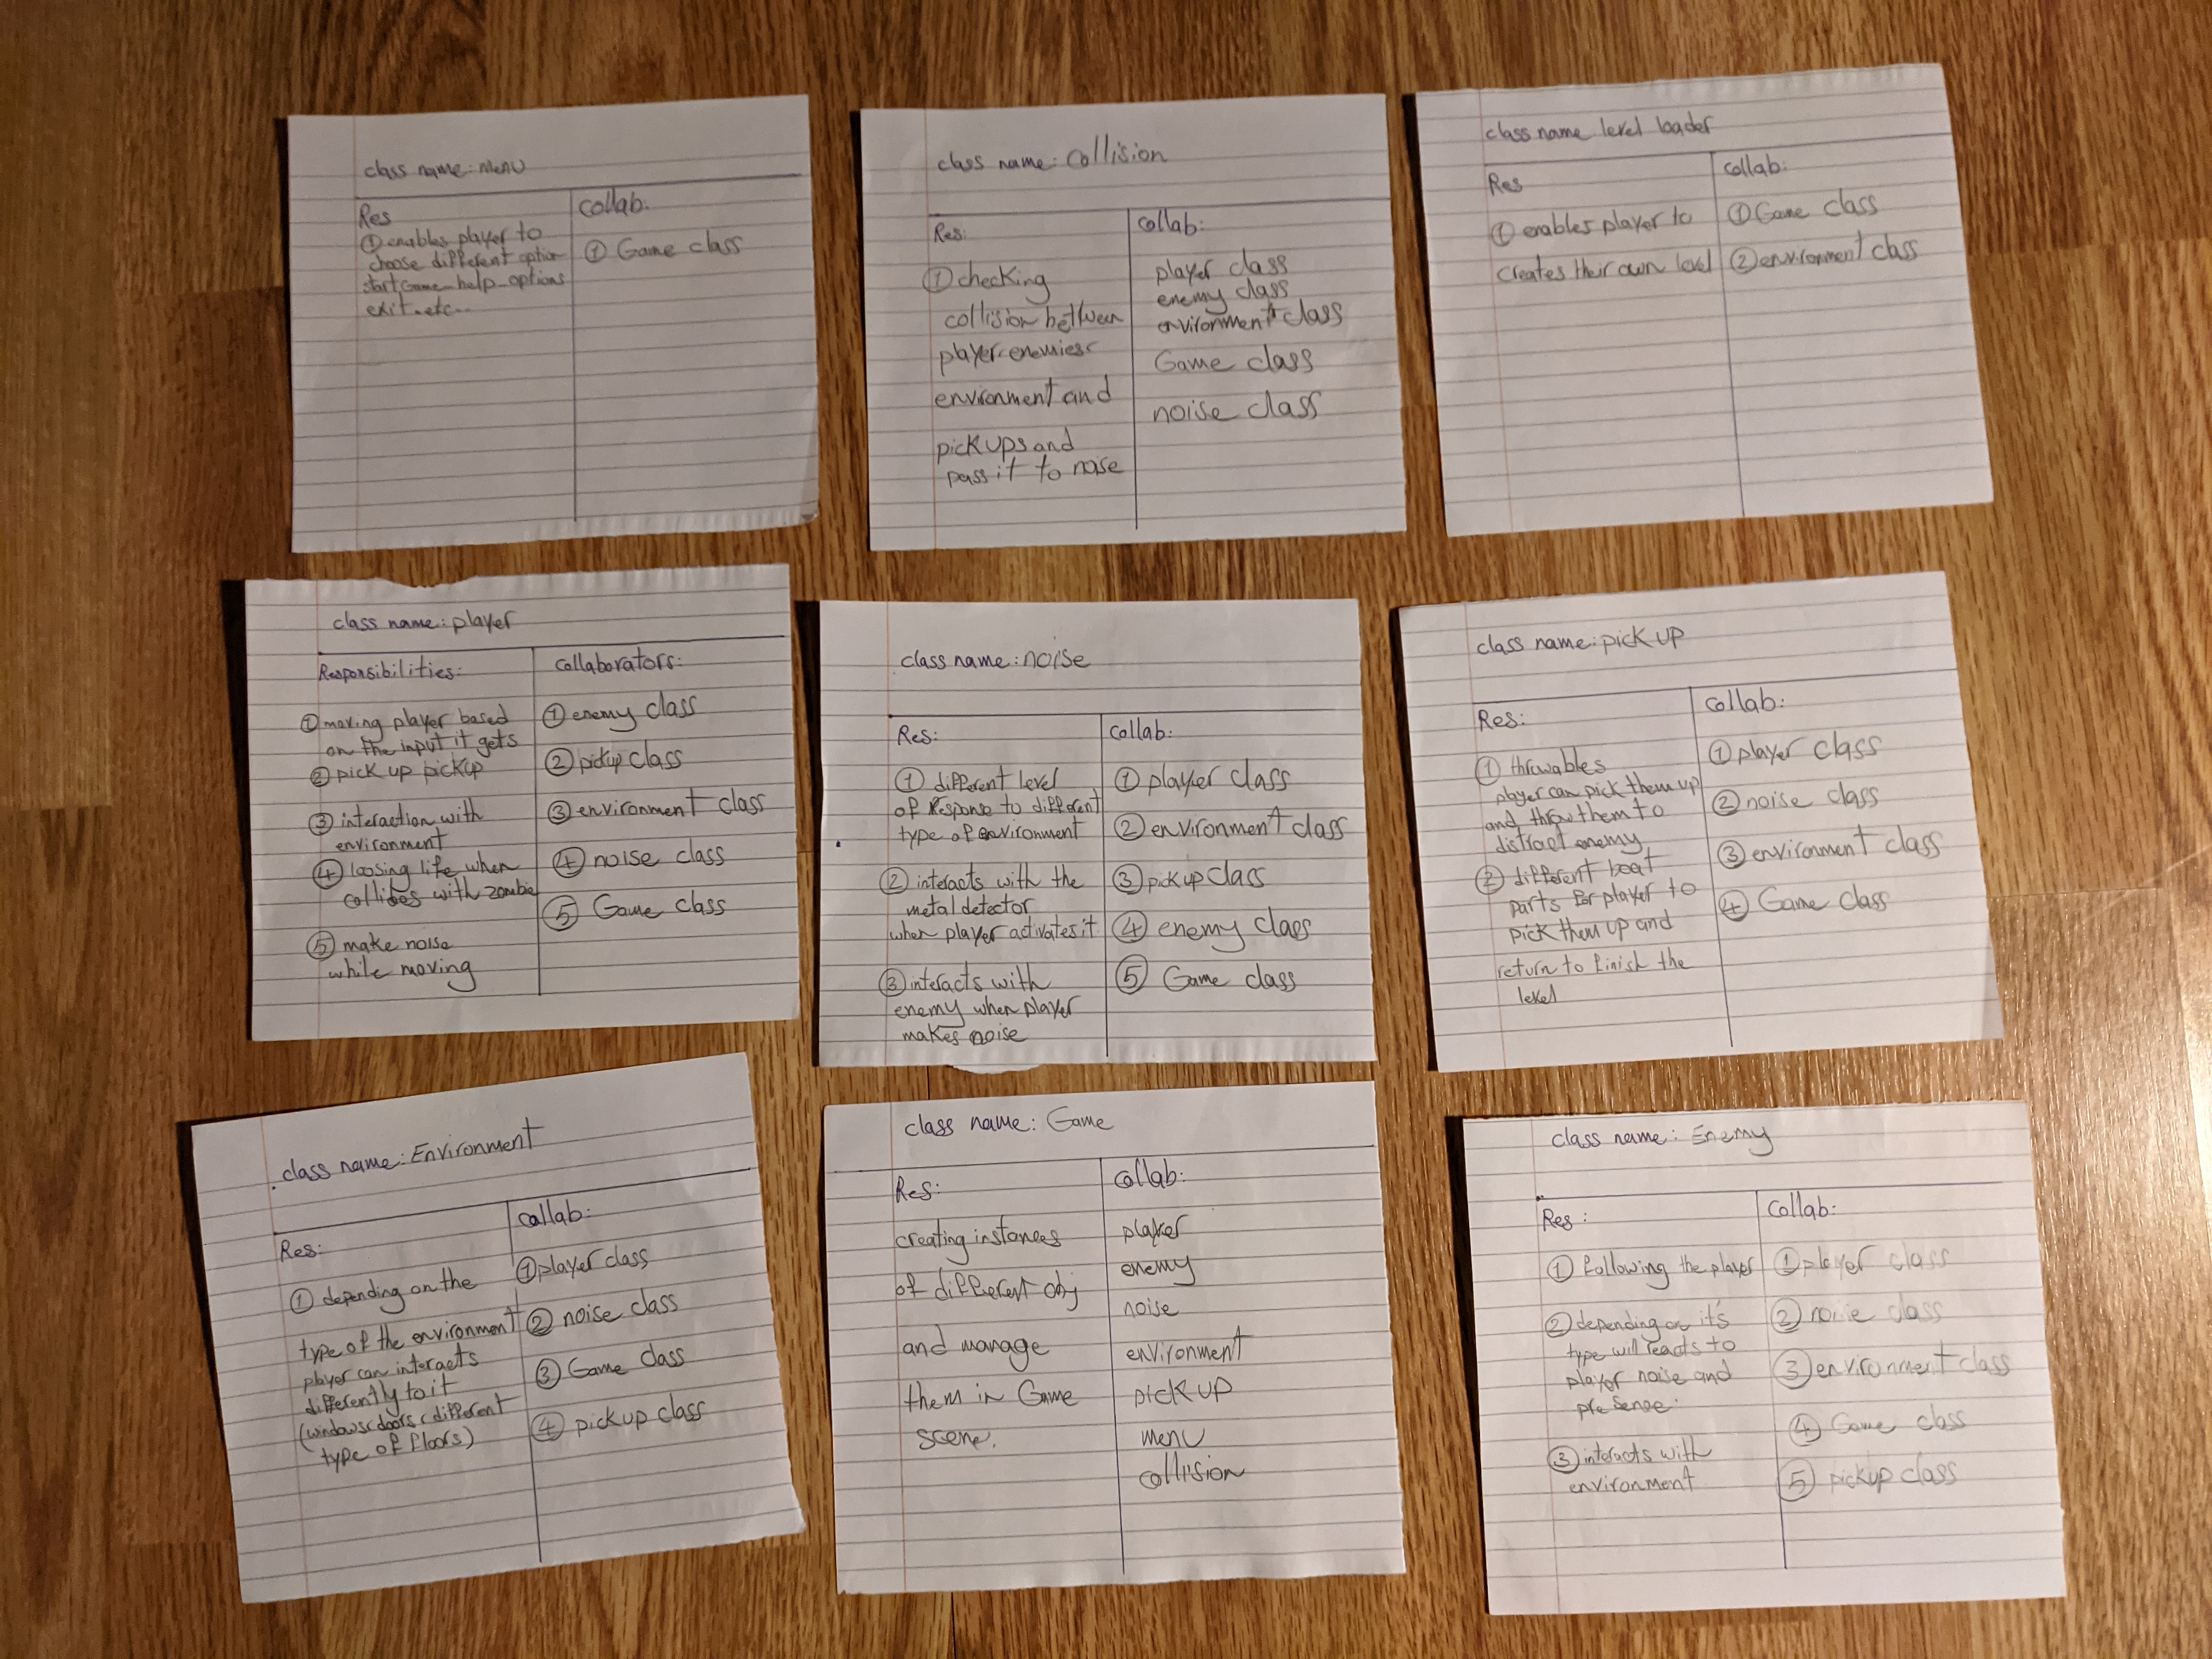 class name: menu
Res
Collab:
① enables player to
choose different option
start Game - help - options
exit - etc..
① Game class
class name: Collision
Res:
Collab:
① checking
collision between
player - enemies -
environment and
pick ups and
pass it to noise
player class
enemy class
environment class
Game class
noise class
class name level loader
Res
Collab:
① enables player to
creates their own level
① Game class
② environment class
class name: player
Responsibilities:
Collaborators:
① moving player based
on the input it gets
② pick up pickup
③ interaction with
environment
④ loosing life when
collides with zombie
⑤ make noise
while moving
① enemy class
② pickup class
③ environment class
④ noise class
⑤ Game class
class name: noise
Res:
Collab:
① different level
of Response to different
type of environment
② interacts with the
metal detector
when player activates it
③ interacts with
enemy when player
makes noise
① player class
② environment class
③ pickup class
④ enemy class
⑤ Game class
class name: pick up
Res:
Collab:
① throwables
player can pick them up
and throw them to
distract enemy
② different boat
parts for player to
pick them up and
return to finish the
level
① player class
② noise class
③ environment class
④ Game class
class name: Environment
Res:
Collab:
① depending on the
type of the environment
player can interacts
differently to it
(windows, doors, different
type of floors)
① player class
② noise class
③ Game class
④ pickup class
class name: Game
Res:
Collab:
creating instances
of different obj
and manage
them in Game
scene.
player
enemy
noise
environment
pick up
menu
collision
class name: Enemy
Res:
Collab:
① following the player
② depending on it's
type will reacts to
player noise and
presense.
③ interacts with
environment
① player class
② noise class
③ environment class
④ Game class
⑤ pickup class